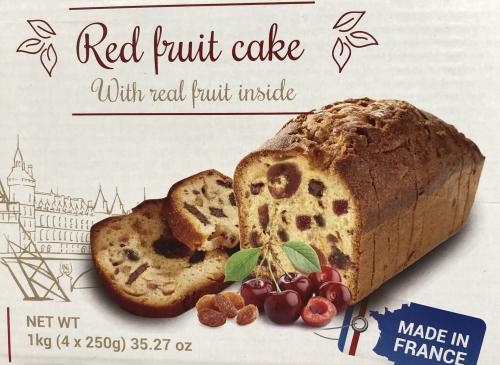 Red fruit cake
With real fruit inside
NET WT
1kg (4 x 250g) 35.27 oz
MADE IN
FRANCE